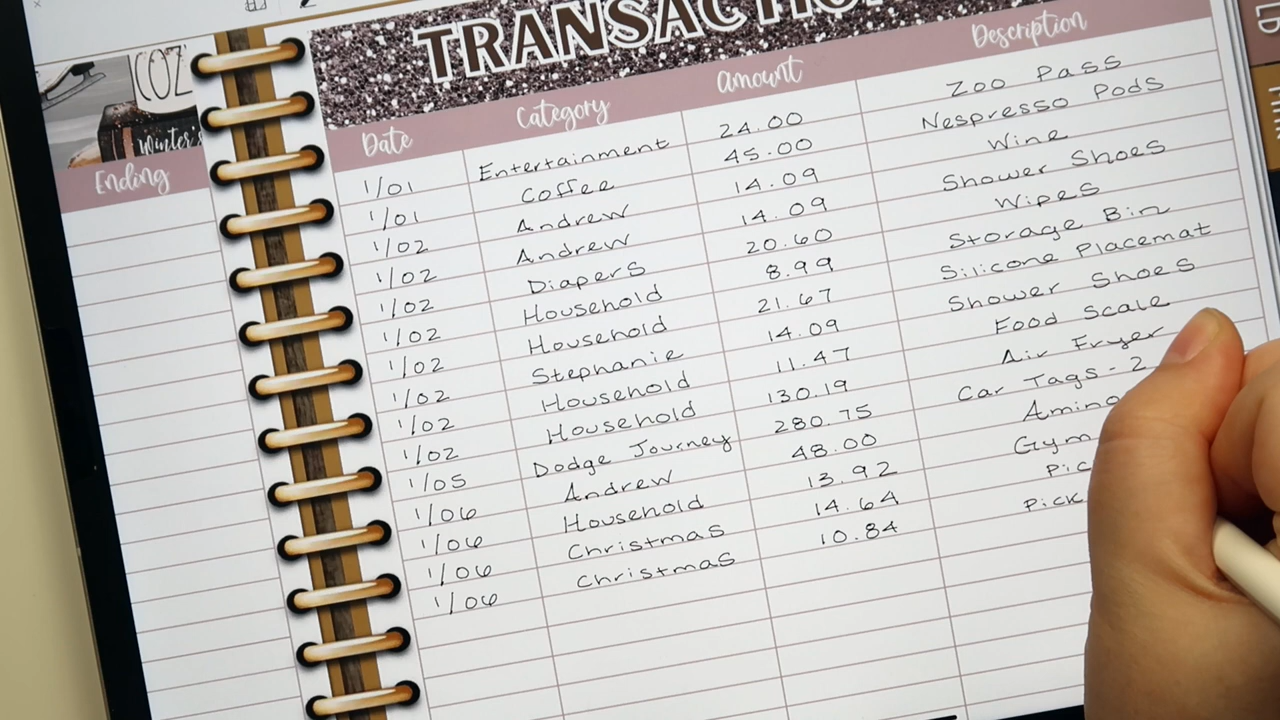 COZ
Winter's
TRANSACTIO
Ending
Date Category Amount Description
1/01 Entertainment 24.00 Zoo Pass
1/01 Coffee 45.00 Nespresso Pods
1/02 Andrew 14.09 Wine
1/02 Andrew 14.09 Shower Shoes
1/02 Diapers 20.60 Wipes
1/02 Household 8.99 Storage Bin
1/02 Household 21.67 Silicone Placemat
1/02 Stephanie 14.09 Shower Shoes
1/02 Household 11.47 Food Scale
1/02 Household 130.19 Air Fryer
1/05 Dodge Journey 280.75 Car Tags - 2
1/06 Andrew 48.00 Amino
1/06 Household 13.92 Gym
1/06 Christmas 14.64 Pic
1/06 Christmas 10.84 Pick